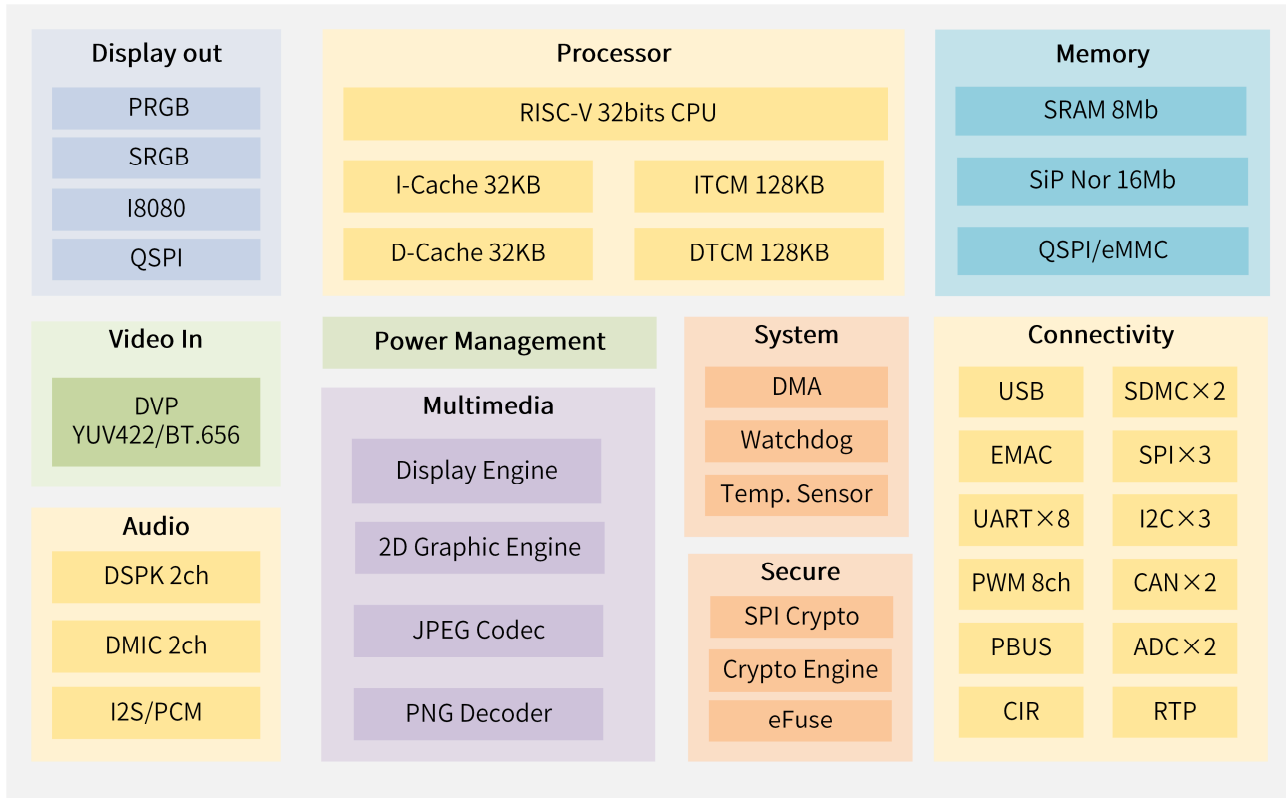 Display out
PRGB
SRGB
I8080
QSPI
Processor
RISC-V 32bits CPU
I-Cache 32KB
ITCM 128KB
D-Cache 32KB
DTCM 128KB
Memory
SRAM 8Mb
SiP Nor 16Mb
QSPI/eMMC
Video In
DVP
YUV422/BT.656
Audio
DSPK 2ch
DMIC 2ch
I2S/PCM
Power Management
Multimedia
Display Engine
2D Graphic Engine
JPEG Codec
PNG Decoder
System
DMA
Watchdog
Temp. Sensor
Secure
SPI Crypto
Crypto Engine
eFuse
Connectivity
USB
SDMC×2
EMAC
SPI×3
UART×8
I2C×3
PWM 8ch
CAN×2
PBUS
ADC×2
CIR
RTP